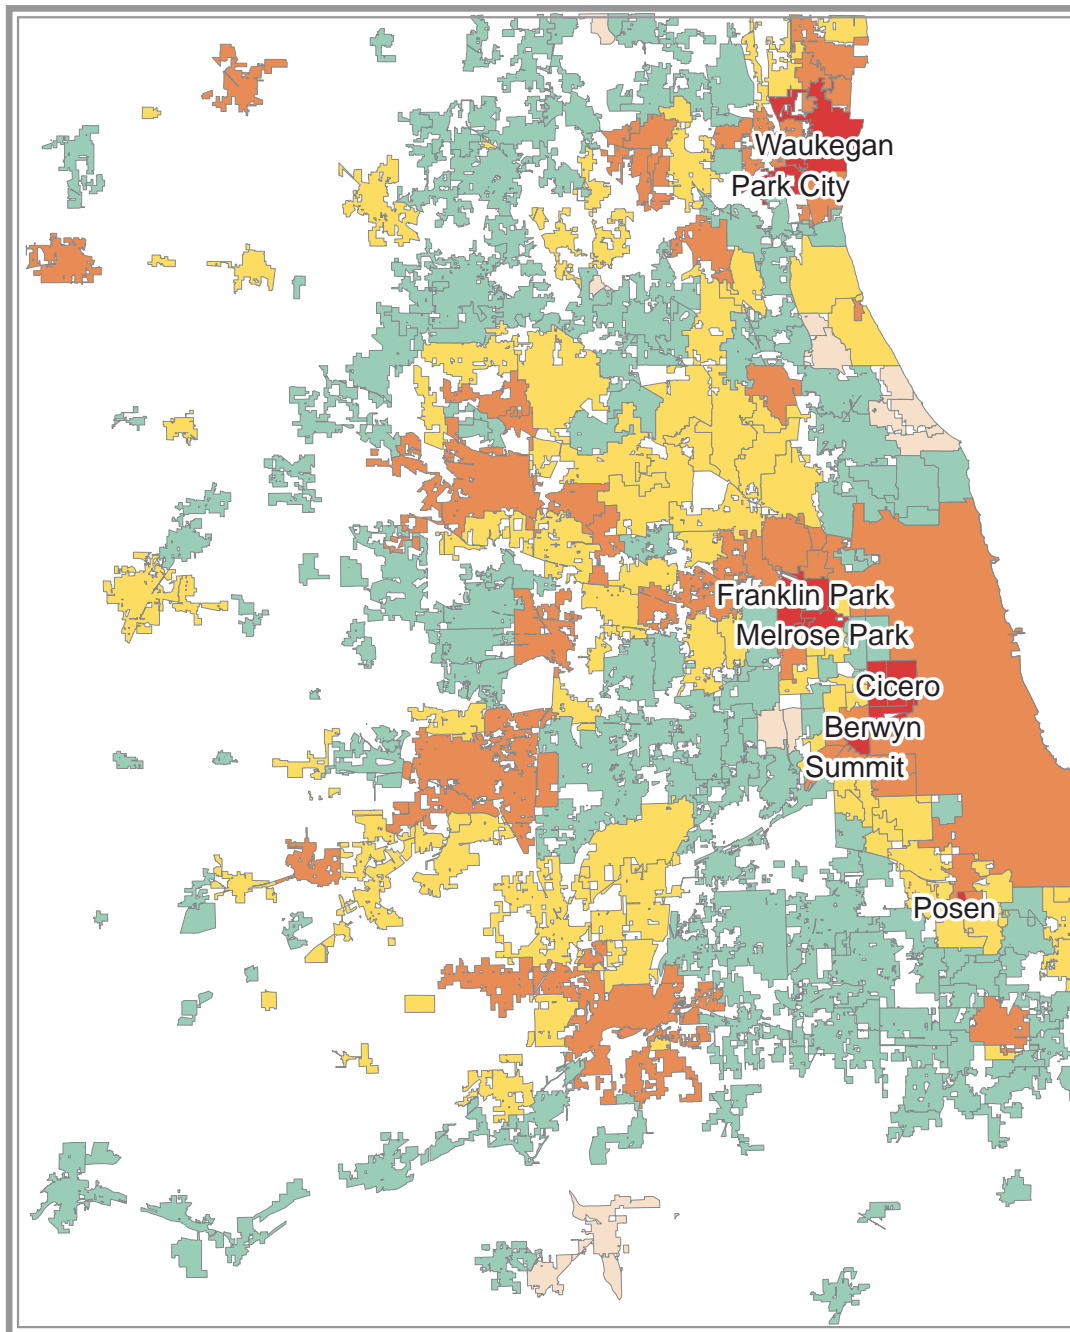 Waukegan
Park City
Franklin Park
Melrose Park
Cicero
Berwyn
Summit
Posen